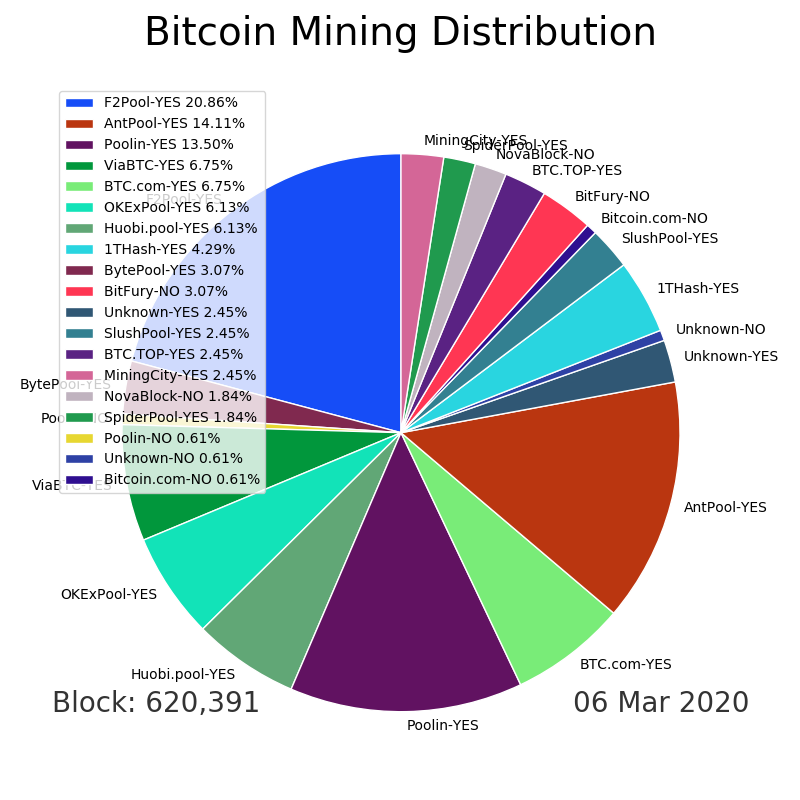 Bitcoin Mining Distribution
F2Pool-YES 20.86%
AntPool-YES 14.11%
Poolin-YES 13.50%
ViaBTC-YES 6.75%
BTC.com-YES 6.75%
OKExPool-YES 6.13%
Huobi.pool-YES 6.13%
1THash-YES 4.29%
BytePool-YES 3.07%
BitFury-NO 3.07%
Unknown-YES 2.45%
SlushPool-YES 2.45%
BTC.TOP-YES 2.45%
MiningCity-YES 2.45%
NovaBlock-NO 1.84%
SpiderPool-YES 1.84%
Poolin-NO 0.61%
Unknown-NO 0.61%
Bitcoin.com-NO 0.61%
MiningCity-YES
SpiderPool-YES
NovaBlock-NO
BTC.TOP-YES
BitFury-NO
Bitcoin.com-NO
SlushPool-YES
1THash-YES
Unknown-NO
Unknown-YES
AntPool-YES
BTC.com-YES
Poolin-YES
Huobi.pool-YES
OKExPool-YES
ViaBTC-YES
Poolin-NO
BytePool-YES
F2Pool-YES
Block: 620,391
06 Mar 2020